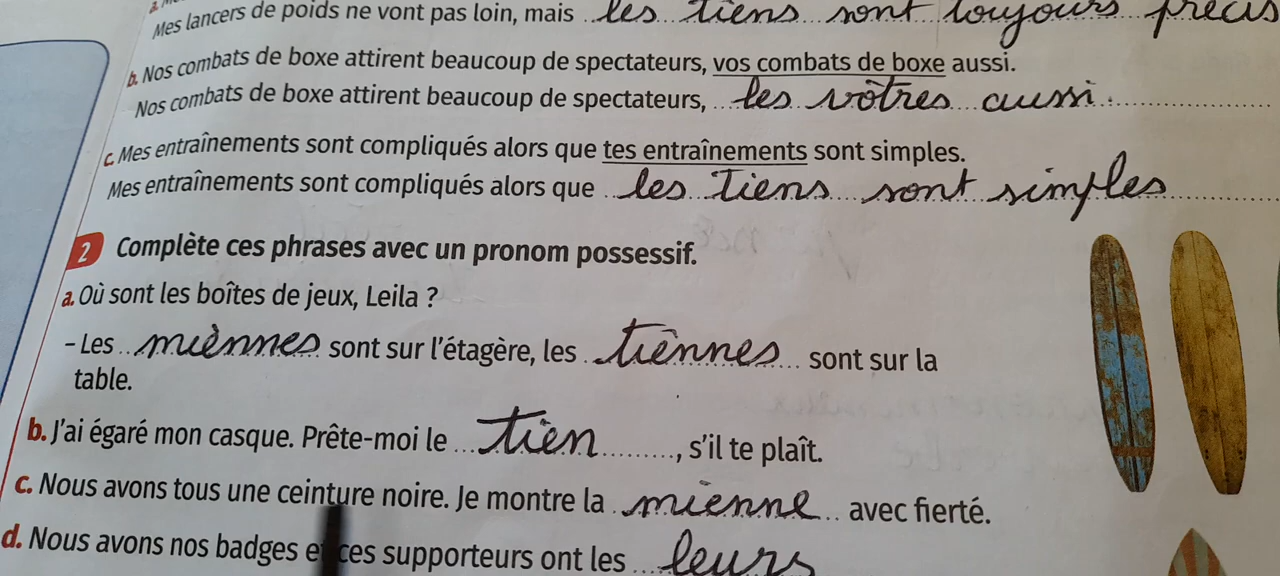 Mes lancers de poids ne vont pas loin, mais les tiens sont toujours précis
b. Nos combats de boxe attirent beaucoup de spectateurs, vos combats de boxe aussi.
Nos combats de boxe attirent beaucoup de spectateurs, les vôtres aussi.
c. Mes entraînements sont compliqués alors que tes entraînements sont simples.
Mes entraînements sont compliqués alors que les tiens sont simples
2 Complète ces phrases avec un pronom possessif.
a. Où sont les boîtes de jeux, Leila ?
– Les miènnes sont sur l'étagère, les tiênnes sont sur la
table.
b. J'ai égaré mon casque. Prête-moi le tien, s'il te plaît.
c. Nous avons tous une ceinture noire. Je montre la mienne avec fierté.
d. Nous avons nos badges et ces supporteurs ont les leurs